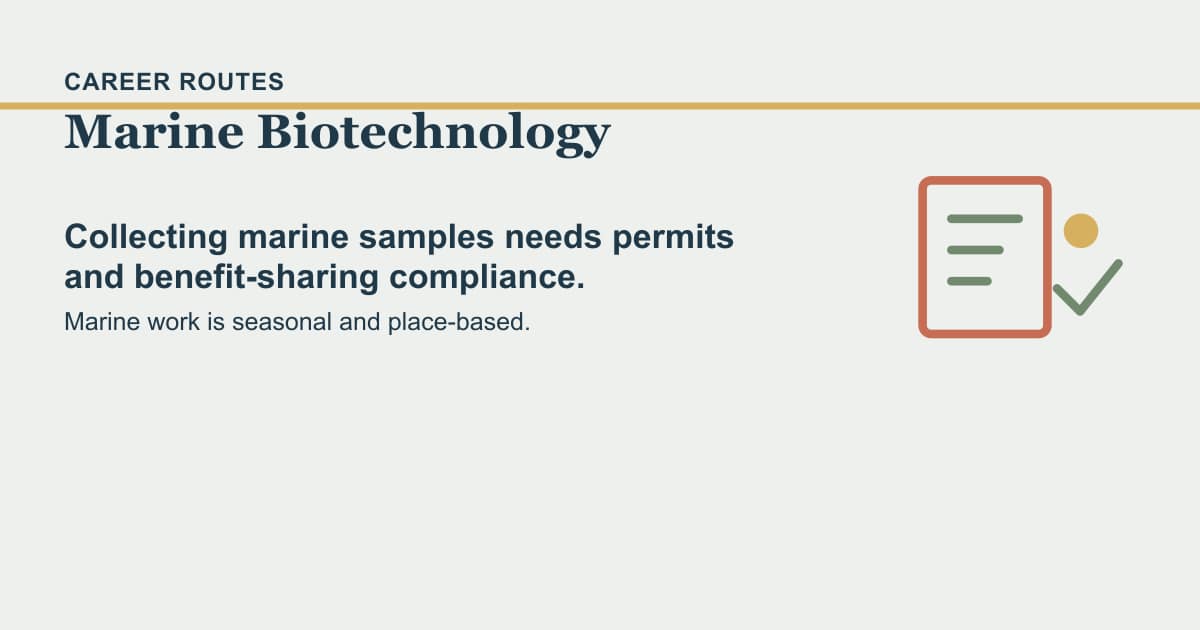 CAREER ROUTES
Marine Biotechnology
Collecting marine samples needs permits
and benefit-sharing compliance.
Marine work is seasonal and place-based.